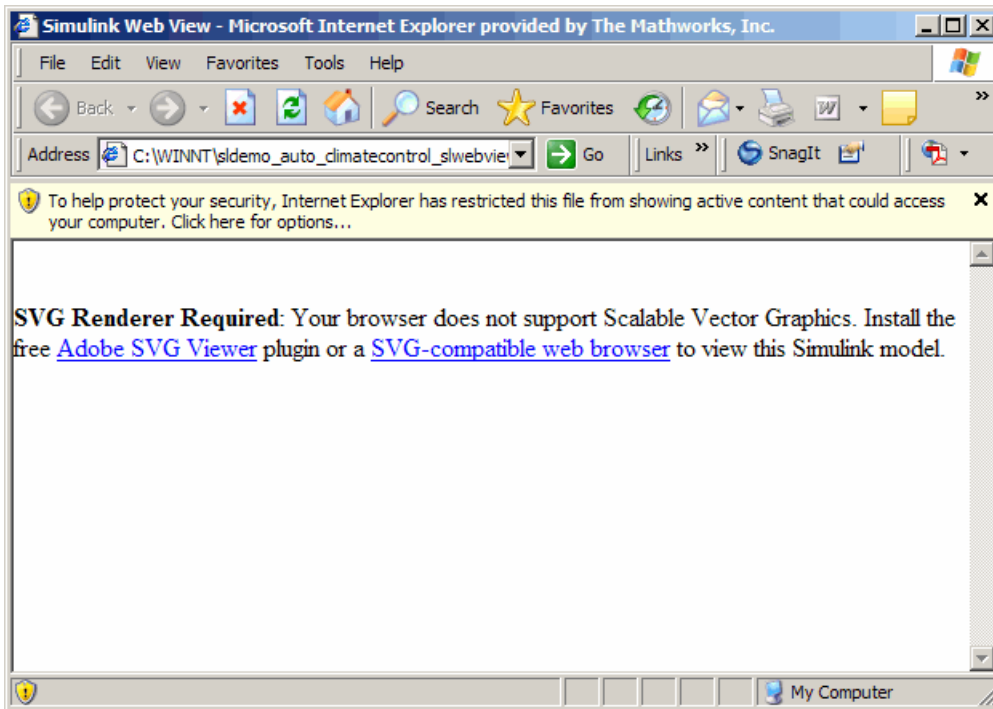 Simulink Web View - Microsoft Internet Explorer provided by The Mathworks, Inc.
File Edit View Favorites Tools Help
Back Search Favorites W »
Address C:\WINNT\sldemo_auto_climatecontrol_slwebview Go Links » SnagIt
To help protect your security, Internet Explorer has restricted this file from showing active content that could access
your computer. Click here for options...
SVG Renderer Required: Your browser does not support Scalable Vector Graphics. Install the
free Adobe SVG Viewer plugin or a SVG-compatible web browser to view this Simulink model.
My Computer